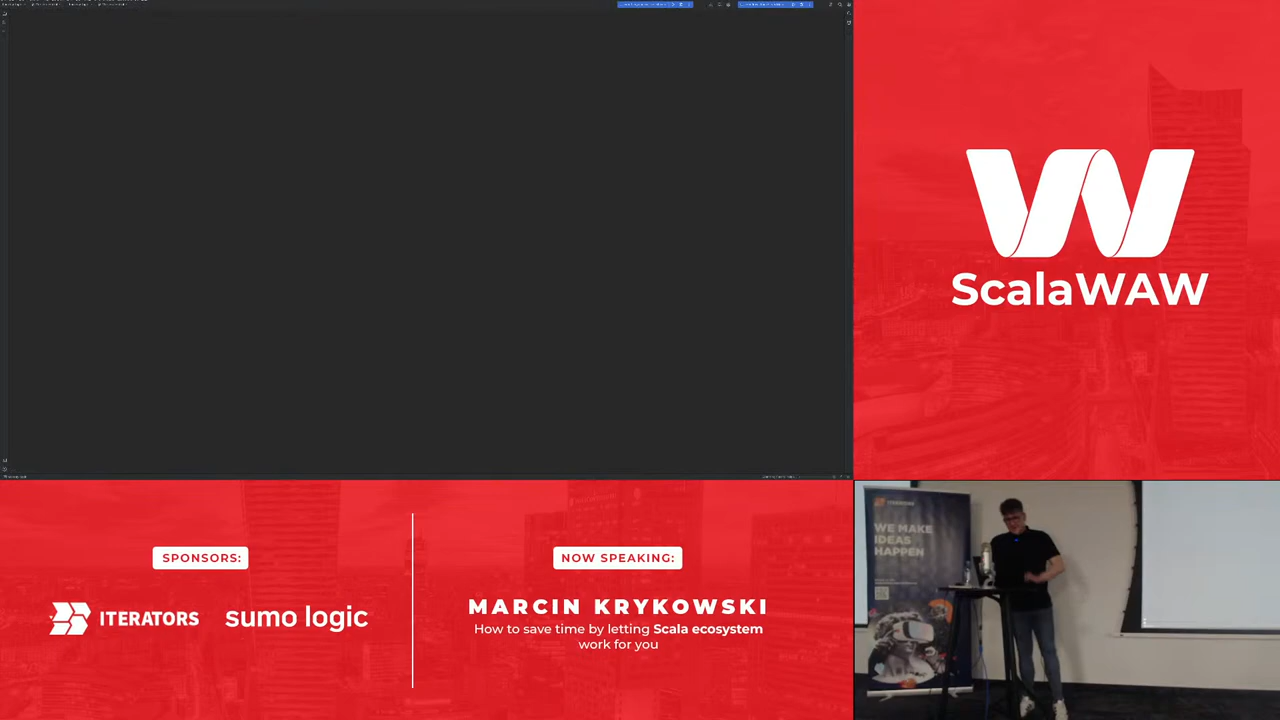 ScalaWAW
SPONSORS:
ITERATORS
sumo logic
NOW SPEAKING:
MARCIN KRYKOWSKI
How to save time by letting Scala ecosystem
work for you
ITERATORS
WE MAKE
IDEAS
HAPPEN